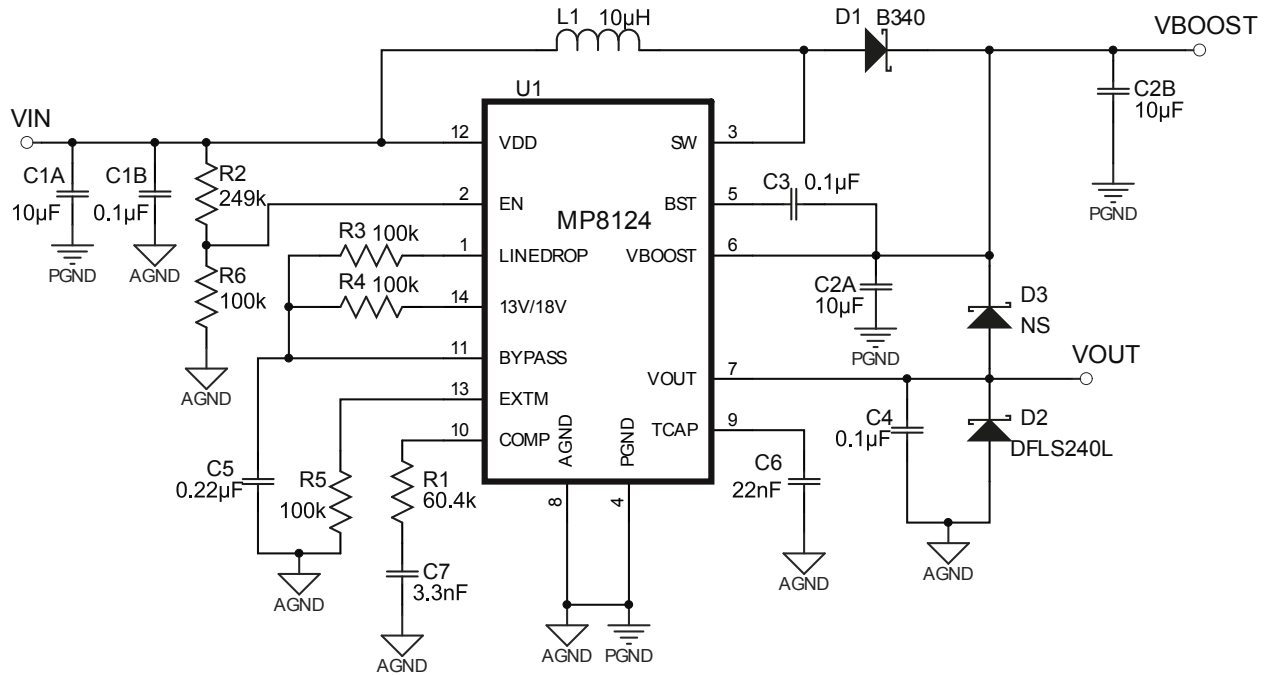 L1 10µH
D1 B340
VBOOST
C2B
10µF
PGND
VIN
C1A
10µF
PGND
C1B
0.1µF
AGND
R2
249k
R6
100k
AGND
R3 100k
R4 100k
U1
MP8124
12 VDD
2 EN
1 LINEDROP
14 13V/18V
11 BYPASS
13 EXTM
10 COMP
AGND
8
PGND
4
SW 3
BST 5
VBOOST 6
VOUT 7
TCAP 9
C3 0.1µF
C2A
10µF
PGND
D3
NS
VOUT
C4
0.1µF
D2
DFLS240L
AGND
C6
22nF
AGND
C5
0.22µF
R5
100k
AGND
R1
60.4k
C7
3.3nF
AGND
AGND
PGND